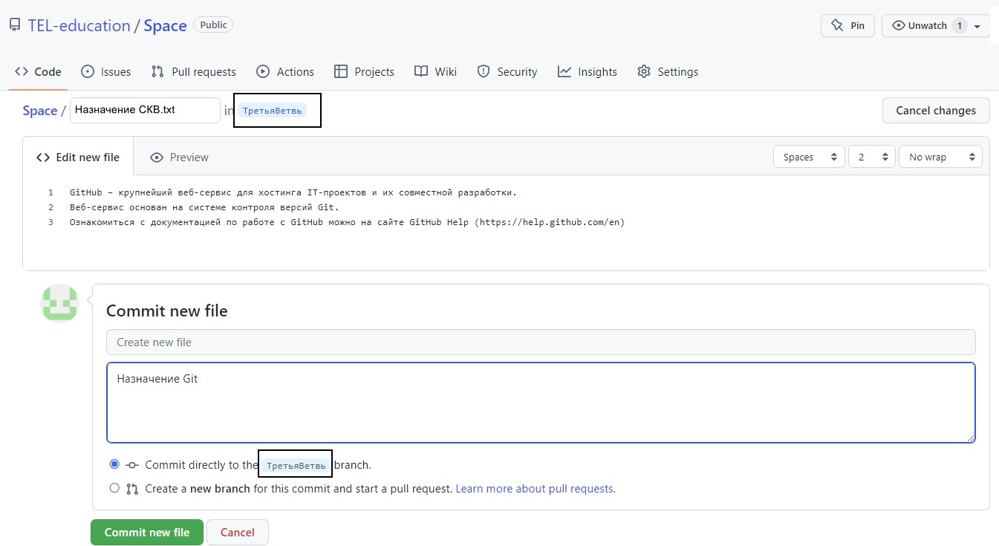 TEL-education / Space Public Pin Unwatch 1
Code Issues Pull requests Actions Projects Wiki Security Insights Settings
Space / Назначение СКВ.txt in ТретьяВетвь Cancel changes
Edit new file Preview Spaces 2 No wrap
1 GitHub – крупнейший веб-сервис для хостинга IT-проектов и их совместной разработки.
2 Веб-сервис основан на системе контроля версий Git.
3 Ознакомиться с документацией по работе с GitHub можно на сайте GitHub Help (https://help.github.com/en)
Commit new file
Create new file
Назначение Git
Commit directly to the ТретьяВетвь branch.
Create a new branch for this commit and start a pull request. Learn more about pull requests.
Commit new file Cancel